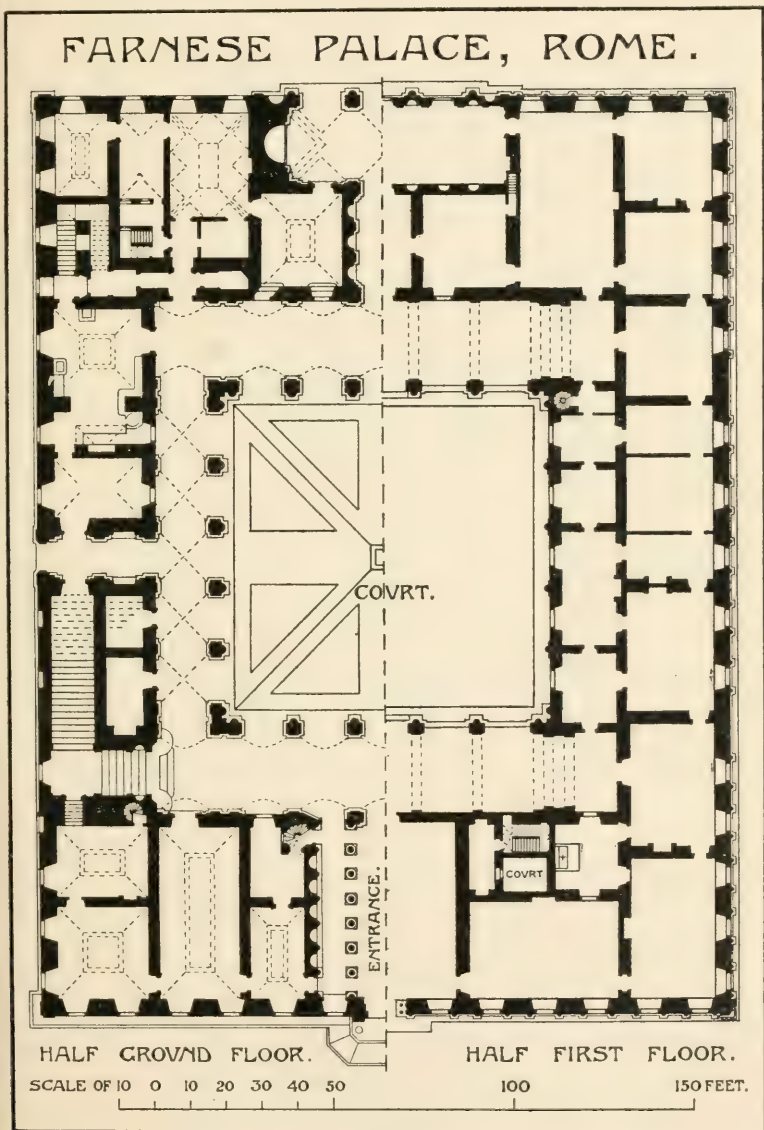 FARNESE PALACE, ROME.
COVRT.
ENTRANCE.
COVRT
HALF GROVND FLOOR. HALF FIRST FLOOR.
SCALE OF 10 0 10 20 30 40 50 100 150 FEET.